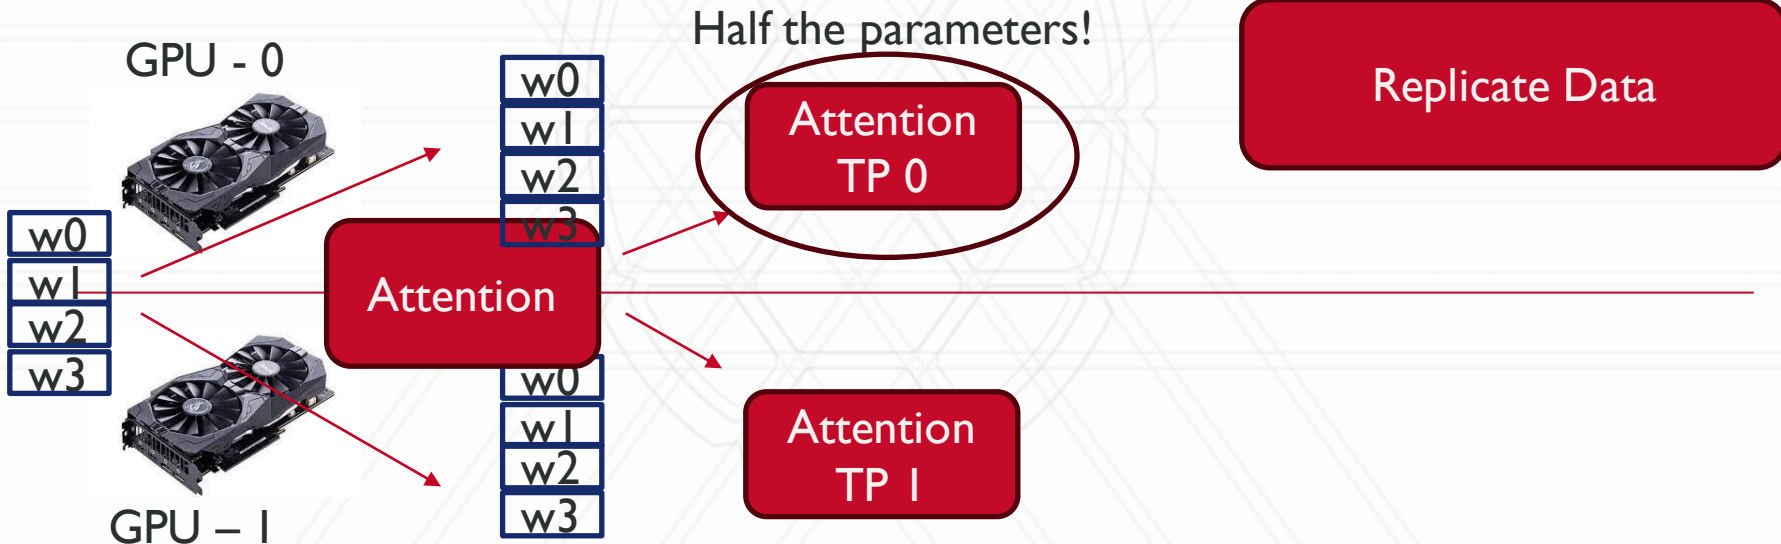 Half the parameters!
GPU - 0
Replicate Data
w0
w1
w2
w3
Attention
TP 0
w0
w1
w2
w3
Attention
w0
w1
w2
w3
Attention
TP 1
GPU – 1